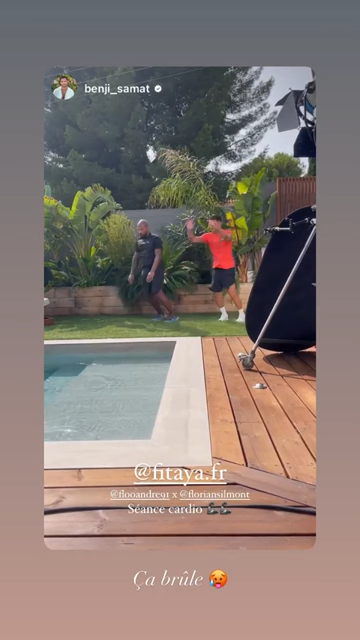 benji_samat
@fitaya.fr
@flooandre91 x @floriansilmont
Séance cardio 💪🏿💪🏿
Ça brûle 🥵